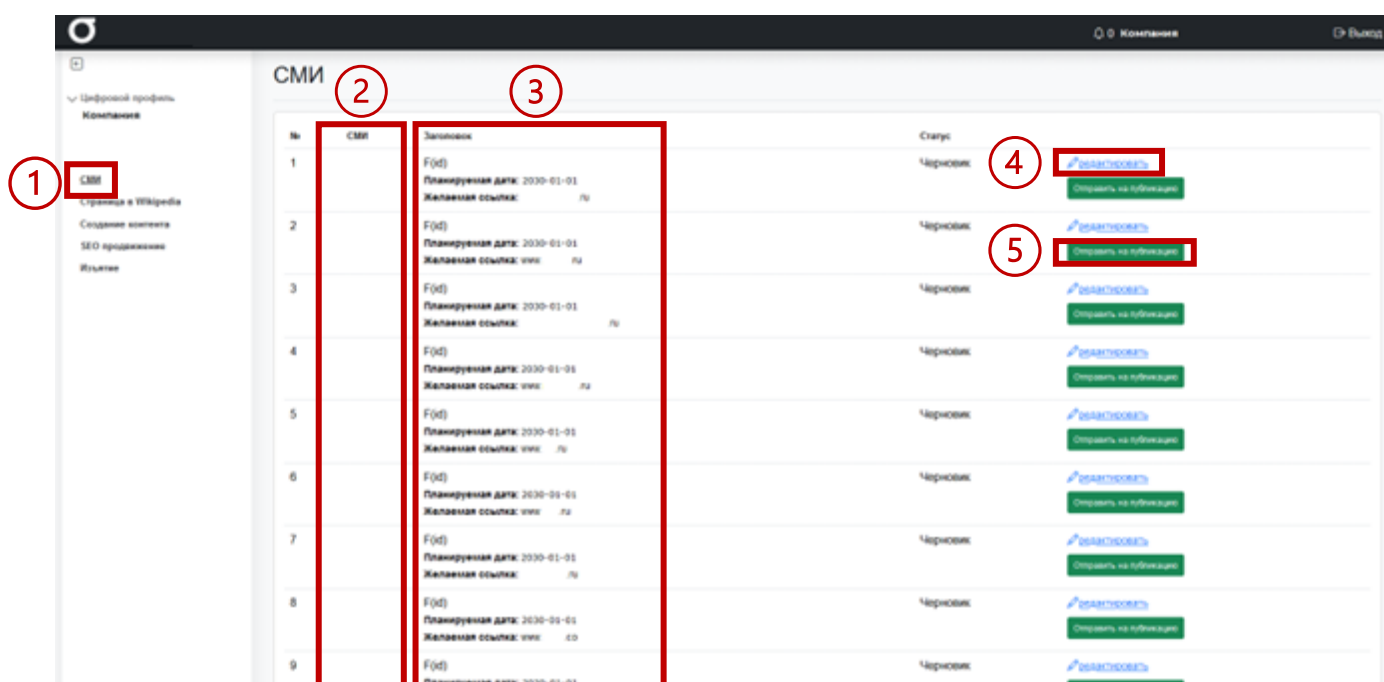 0 Компания
Выход
Цифровой профиль
Компания
СМИ
Страница в Wikipedia
Создание контента
SEO продвижение
Изъятие
СМИ
1
2
3
4
5
№ СМИ Заголовок Статус
1 F(id) Черновик редактировать
Планируемая дата: 2030-01-01 Отправить на публикацию
Желаемая ссылка: .ru
2 F(id) Черновик редактировать
Планируемая дата: 2030-01-01 Отправить на публикацию
Желаемая ссылка: www .ru
3 F(id) Черновик редактировать
Планируемая дата: 2030-01-01 Отправить на публикацию
Желаемая ссылка: .ru
4 F(id) Черновик редактировать
Планируемая дата: 2030-01-01 Отправить на публикацию
Желаемая ссылка: www .ru
5 F(id) Черновик редактировать
Планируемая дата: 2030-01-01 Отправить на публикацию
Желаемая ссылка: www .ru
6 F(id) Черновик редактировать
Планируемая дата: 2030-01-01 Отправить на публикацию
Желаемая ссылка: www .ru
7 F(id) Черновик редактировать
Планируемая дата: 2030-01-01 Отправить на публикацию
Желаемая ссылка: .ru
8 F(id) Черновик редактировать
Планируемая дата: 2030-01-01 Отправить на публикацию
Желаемая ссылка: www .co
9 F(id) Черновик редактировать
Планируемая дата: 2030-01-01